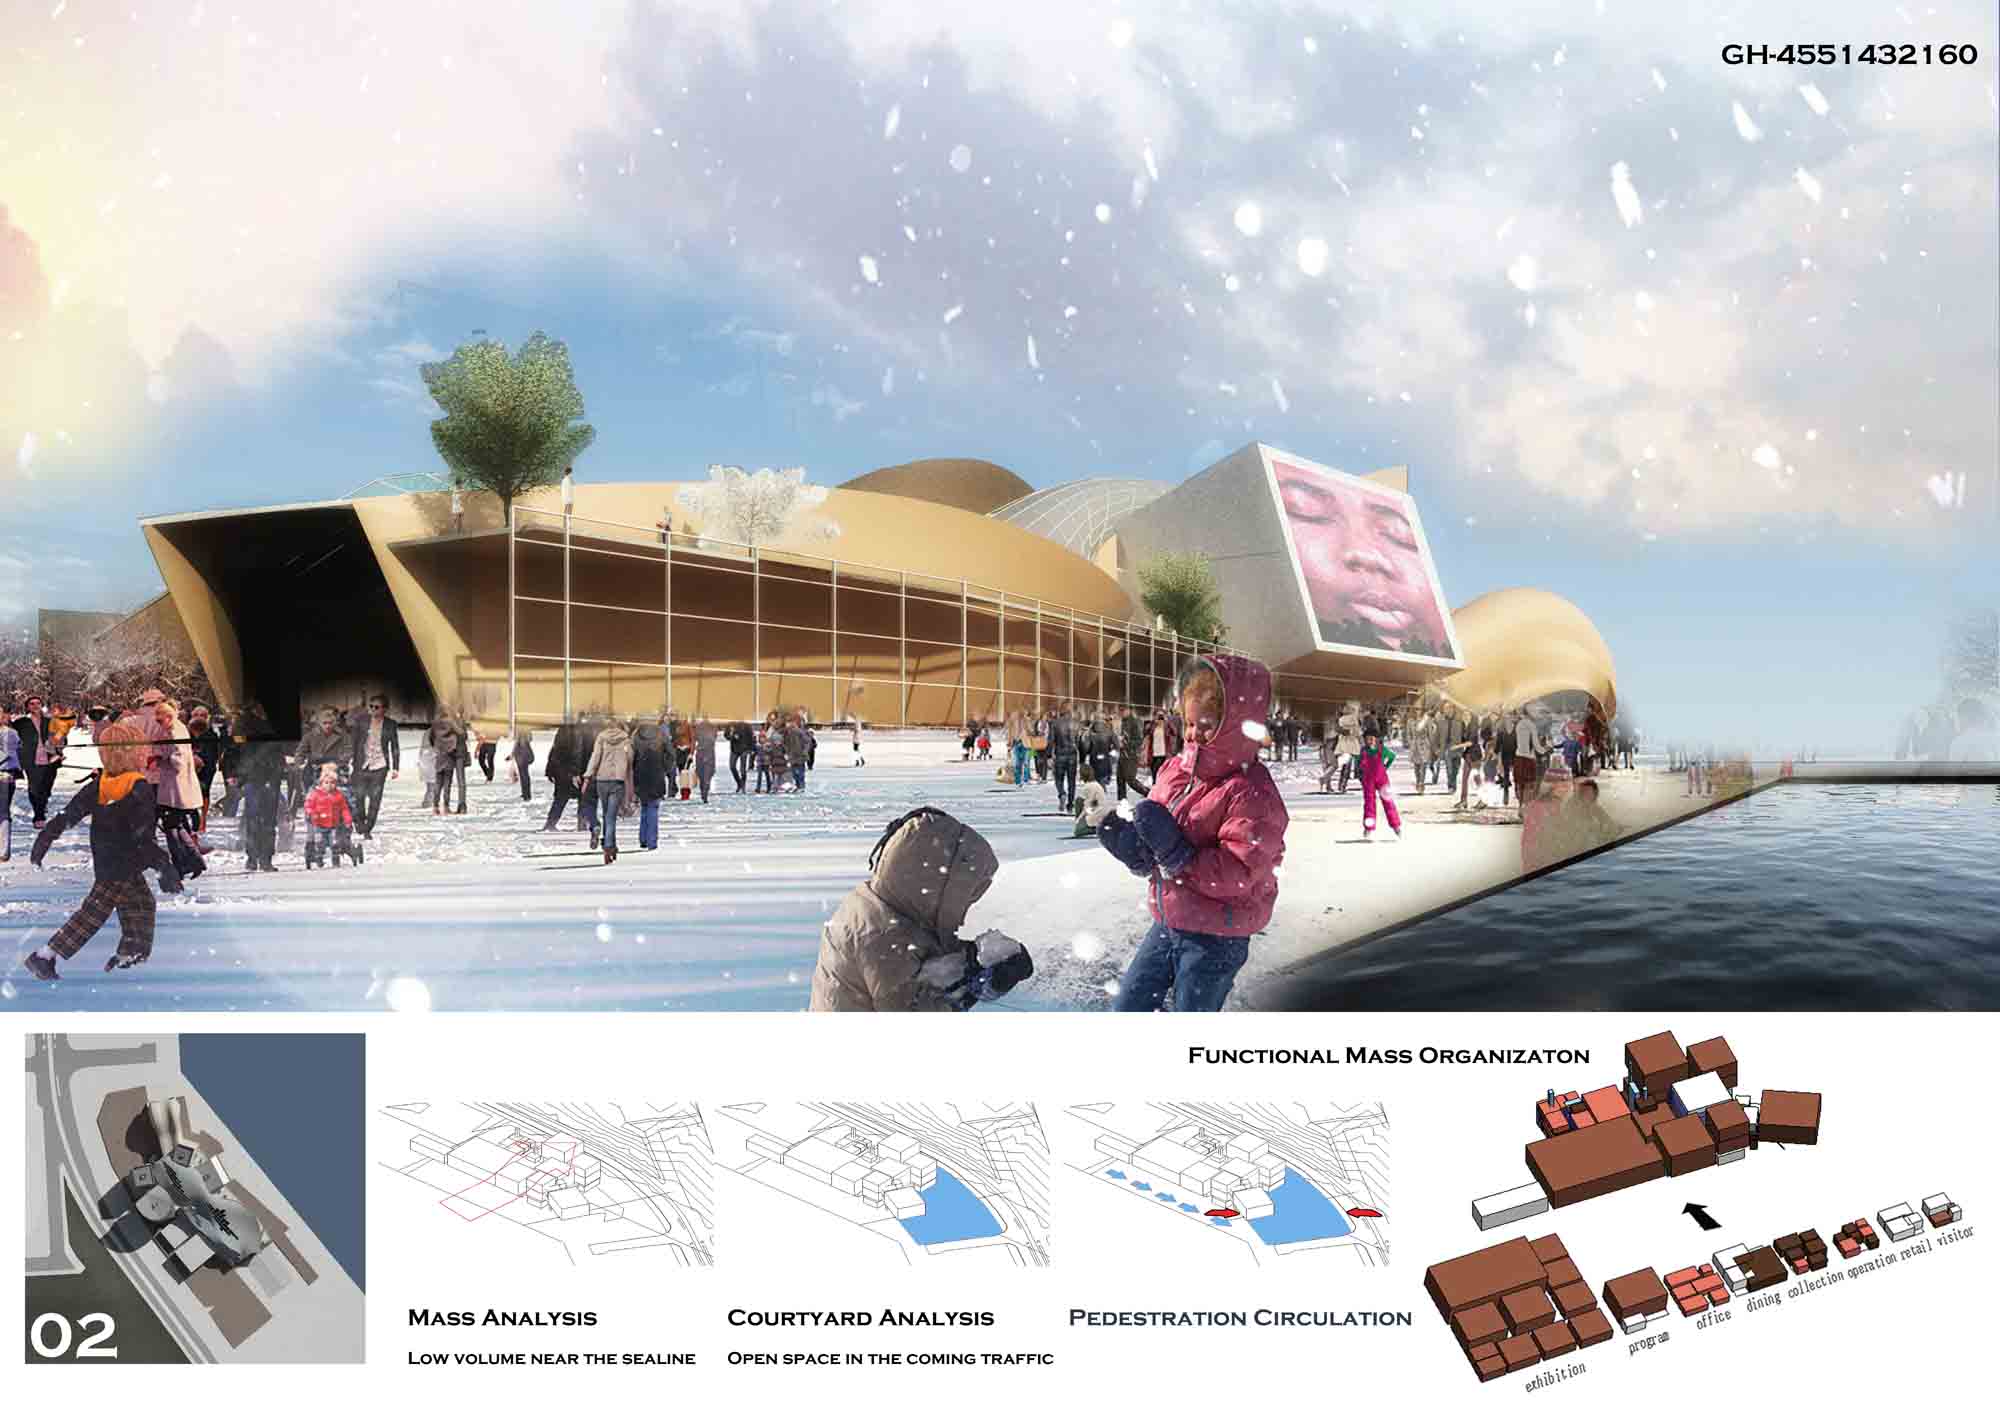 GH-4551432160
FUNCTIONAL MASS ORGANIZATON
02
MASS ANALYSIS
LOW VOLUME NEAR THE SEALINE
COURTYARD ANALYSIS
OPEN SPACE IN THE COMING TRAFFIC
PEDESTRATION CIRCULATION
exhibition
program
office
dining
collection
operation
retail
visitor